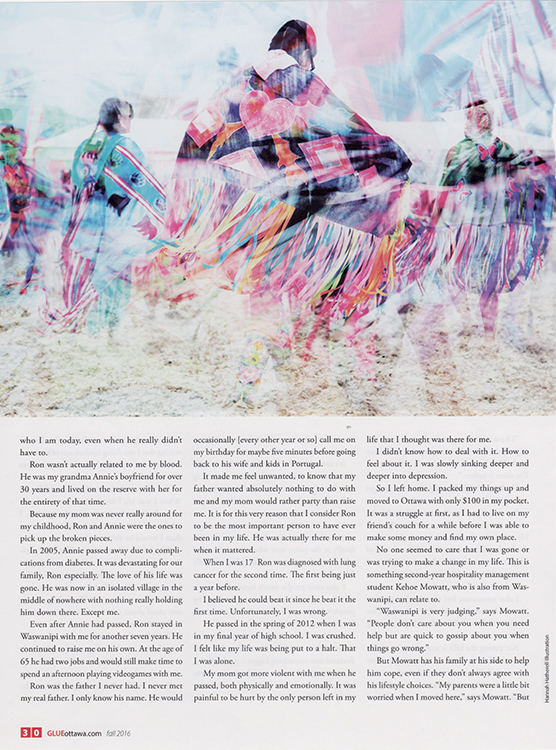 who I am today, even when he really didn't
have to.
Ron wasn't actually related to me by blood.
He was my grandma Annie's boyfriend for over
30 years and lived on the reserve with her for
the entirety of that time.
Because my mom was never really around for
my childhood, Ron and Annie were the ones to
pick up the broken pieces.
In 2005, Annie passed away due to compli-
cations from diabetes. It was devastating for our
family, Ron especially. The love of his life was
gone. He was now in an isolated village in the
middle of nowhere with nothing really holding
him down there. Except me.
Even after Annie had passed, Ron stayed in
Waswanipi with me for another seven years. He
continued to raise me on his own. At the age of
65 he had two jobs and would still make time to
spend an afternoon playing videogames with me.
Ron was the father I never had. I never met
my real father. I only know his name. He would
occasionally [every other year or so] call me on
my birthday for maybe five minutes before going
back to his wife and kids in Portugal.
It made me feel unwanted, to know that my
father wanted absolutely nothing to do with
me and my mom would rather party than raise
me. It is for this very reason that I consider Ron
to be the most important person to have ever
been in my life. He was actually there for me
when it mattered.
When I was 17 Ron was diagnosed with lung
cancer for the second time. The first being just
a year before.
I believed he could beat it since he beat it the
first time. Unfortunately, I was wrong.
He passed in the spring of 2012 when I was
in my final year of high school. I was crushed.
I felt like my life was being put to a halt. That
I was alone.
My mom got more violent with me when he
passed, both physically and emotionally. It was
painful to be hurt by the only person left in my
life that I thought was there for me.
I didn't know how to deal with it. How to
feel about it. I was slowly sinking deeper and
deeper into depression.
So I left home. I packed my things up and
moved to Ottawa with only $100 in my pocket.
It was a struggle at first, as I had to live on my
friend's couch for a while before I was able to
make some money and find my own place.
No one seemed to care that I was gone or
was trying to make a change in my life. This is
something second-year hospitality management
student Kehoe Mowatt, who is also from Was-
wanipi, can relate to.
"Waswanipi is very judging," says Mowatt.
"People don't care about you when you need
help but are quick to gossip about you when
things go wrong."
But Mowatt has his family at his side to help
him cope, even if they don't always agree with
his lifestyle choices. "My parents were a little bit
worried when I moved here," says Mowatt. "But
30 GLUEottawa.com fall 2016